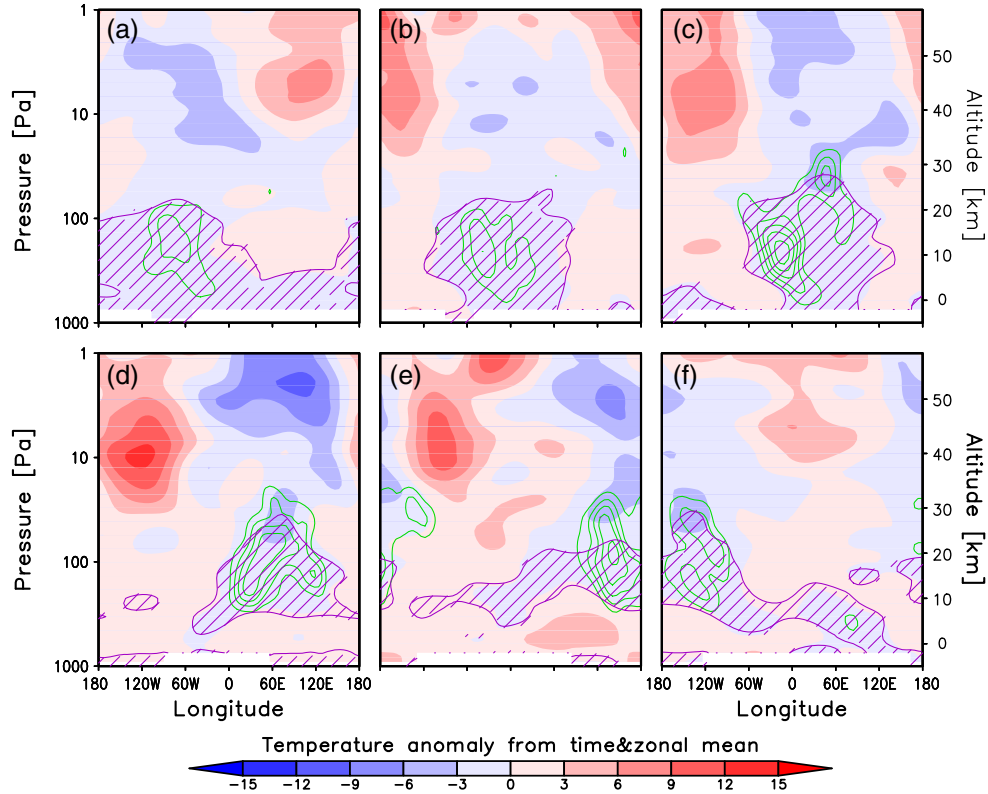 (a) (b) (c)
1
10
100
1000
Pressure [Pa]
50
40
30
20
10
0
Altitude [km]
(d) (e) (f)
1
10
100
1000
Pressure [Pa]
50
40
30
20
10
0
Altitude [km]
180 120W 60W 0 60E 120E 180
180 120W 60W 0 60E 120E 180
Longitude
Longitude
Temperature anomaly from time&zonal mean
−15 −12 −9 −6 −3 0 3 6 9 12 15